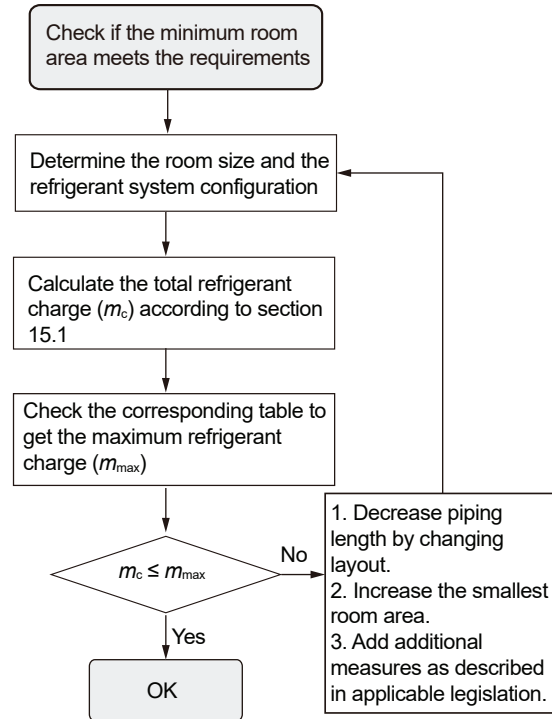 Check if the minimum room
area meets the requirements
Determine the room size and the
refrigerant system configuration
Calculate the total refrigerant
charge (mc) according to section
15.1
Check the corresponding table to
get the maximum refrigerant
charge (mmax)
mc ≤ mmax
No
Yes
OK
1. Decrease piping
length by changing
layout.
2. Increase the smallest
room area.
3. Add additional
measures as described
in applicable legislation.